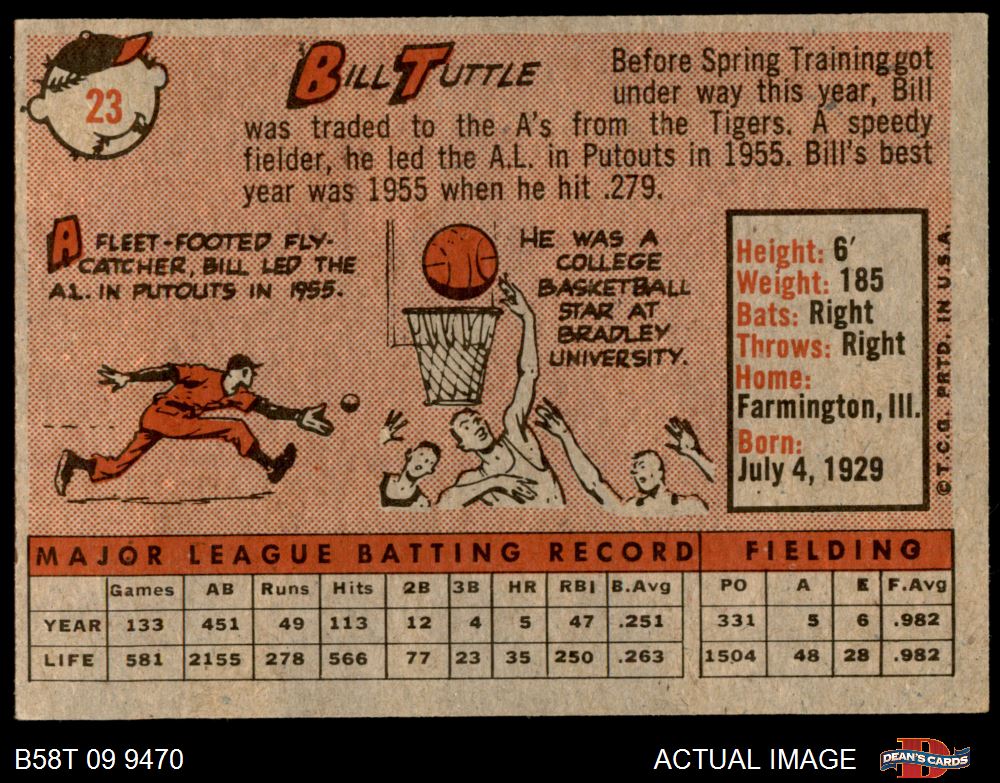 23
BILL TUTTLE
Before Spring Training got
under way this year, Bill
was traded to the A's from the Tigers. A speedy
fielder, he led the A.L. in Putouts in 1955. Bill's best
year was 1955 when he hit .279.
A FLEET-FOOTED FLY-
CATCHER, BILL LED THE
A.L. IN PUTOUTS IN 1955.
HE WAS A
COLLEGE
BASKETBALL
STAR AT
BRADLEY
UNIVERSITY.
Height: 6'
Weight: 185
Bats: Right
Throws: Right
Home:
Farmington, Ill.
Born:
July 4, 1929
© T.C.G. PRTD. IN U.S.A.
MAJOR LEAGUE BATTING RECORD FIELDING
Games AB Runs Hits 2B 3B HR RBI B.Avg PO A E F.Avg
YEAR 133 451 49 113 12 4 5 47 .251 331 5 6 .982
LIFE 581 2155 278 566 77 23 35 250 .263 1504 48 28 .982
B58T 09 9470 ACTUAL IMAGE DEAN'S CARDS